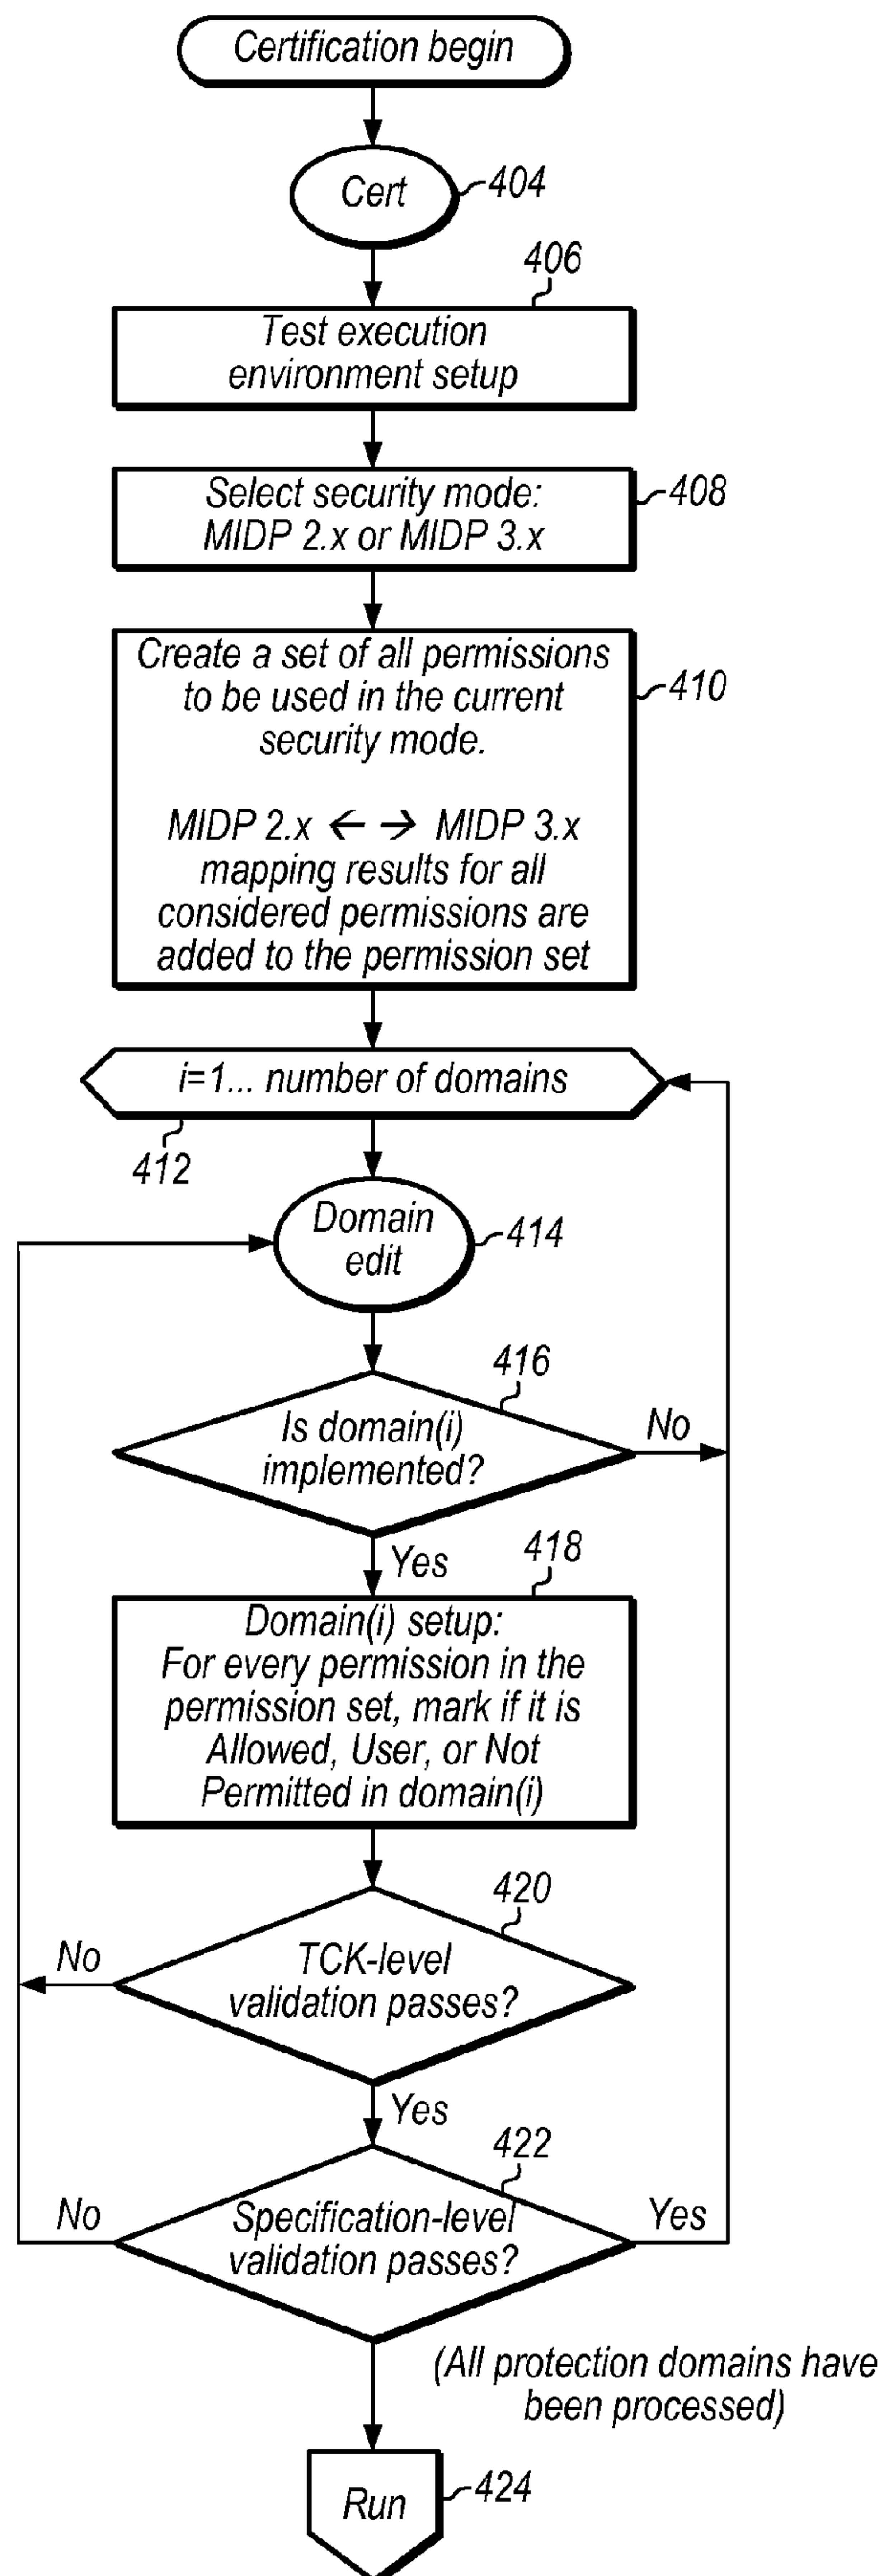 Certification begin
Cert
404
406
Test execution
environment setup
Select security mode:
MIDP 2.x or MIDP 3.x
408
Create a set of all permissions
to be used in the current
security mode.
410
MIDP 2.x ← → MIDP 3.x
mapping results for all
considered permissions are
added to the permission set
i=1... number of domains
412
Domain
edit
414
416
Is domain(i)
implemented?
No
Yes
418
Domain(i) setup:
For every permission in the
permission set, mark if it is
Allowed, User, or Not
Permitted in domain(i)
420
No
TCK-level
validation passes?
Yes
422
No
Specification-level
validation passes?
Yes
(All protection domains have
been processed)
Run
424